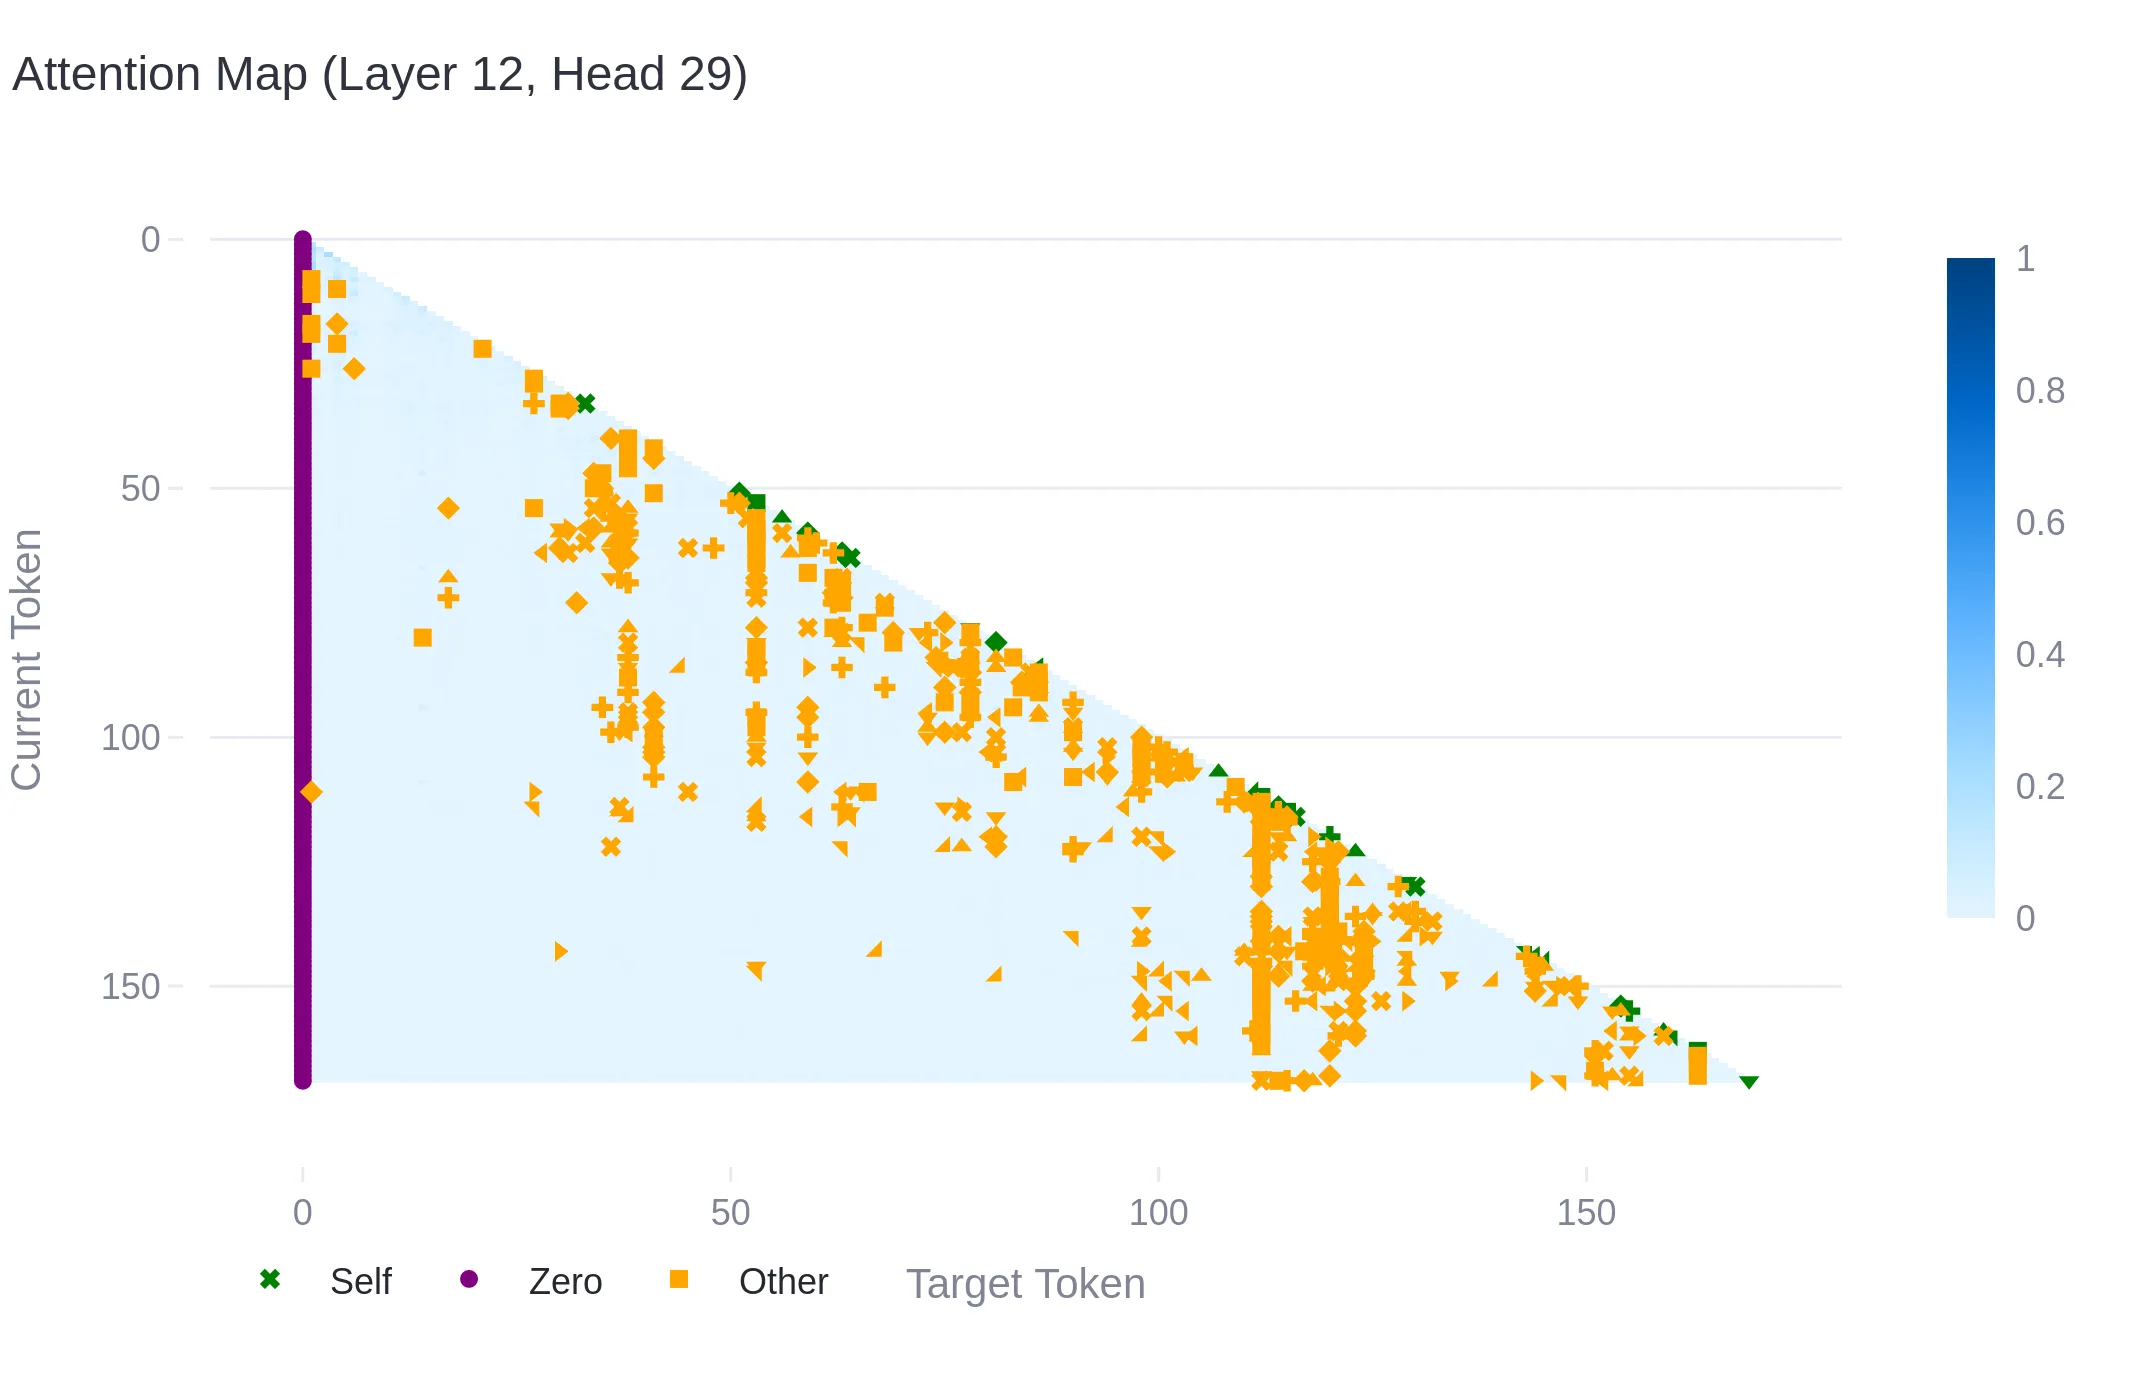 Attention Map (Layer 12, Head 29)
0
50
100
150
Current Token
1
0.8
0.6
0.4
0.2
0
0 50 100 150
Self Zero Other Target Token